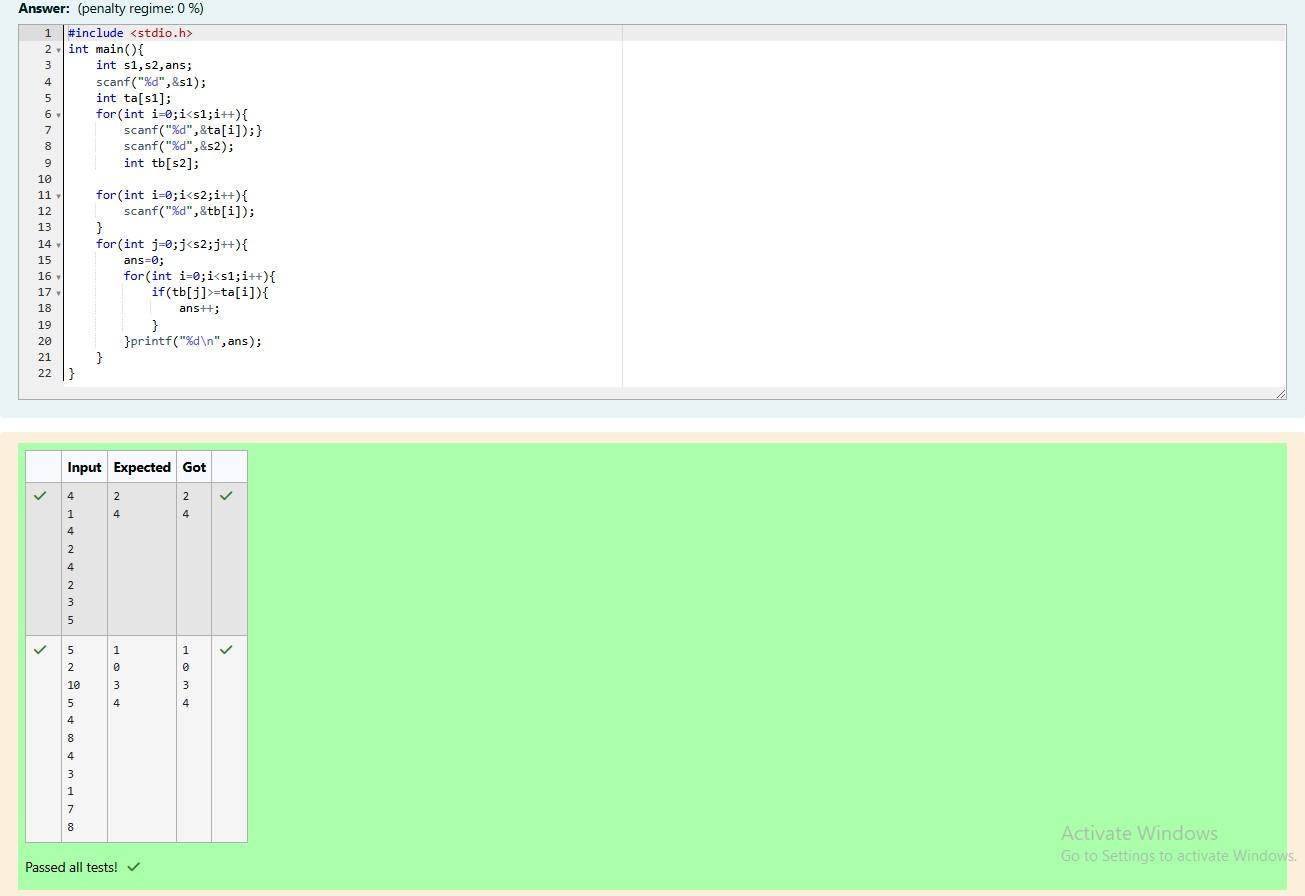 Answer: (penalty regime: 0 %)
1 #include <stdio.h>
2 int main(){
3     int s1,s2,ans;
4     scanf("%d",&s1);
5     int ta[s1];
6     for(int i=0;i<s1;i++){
7         scanf("%d",&ta[i]);}
8         scanf("%d",&s2);
9         int tb[s2];
10
11     for(int i=0;i<s2;i++){
12         scanf("%d",&tb[i]);
13     }
14     for(int j=0;j<s2;j++){
15         ans=0;
16         for(int i=0;i<s1;i++){
17             if(tb[j]>=ta[i]){
18                 ans++;
19             }
20         }printf("%d\n",ans);
21     }
22 }
Input Expected Got
4 2 2
1 4 4
4
2
4
2
3
5
5 1 1
2 0 0
10 3 3
5 4 4
4
8
4
3
1
7
8
Passed all tests!
Activate Windows
Go to Settings to activate Windows.